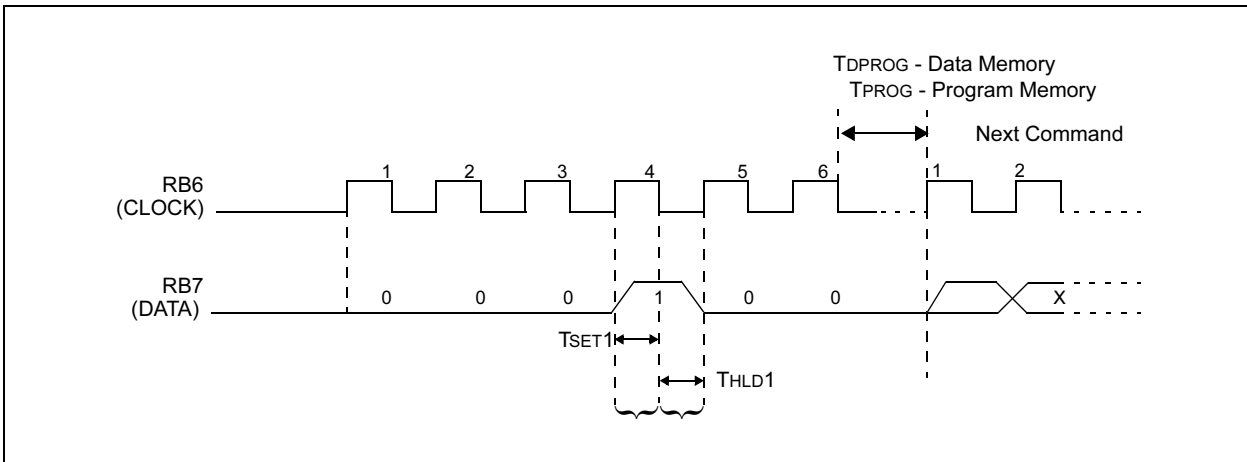 TDPROG - Data Memory
TPROG - Program Memory
Next Command
RB6
(CLOCK)
1 2 3 4 5 6 1 2
RB7
(DATA)
0 0 0 1 0 0 X
TSET1
THLD1